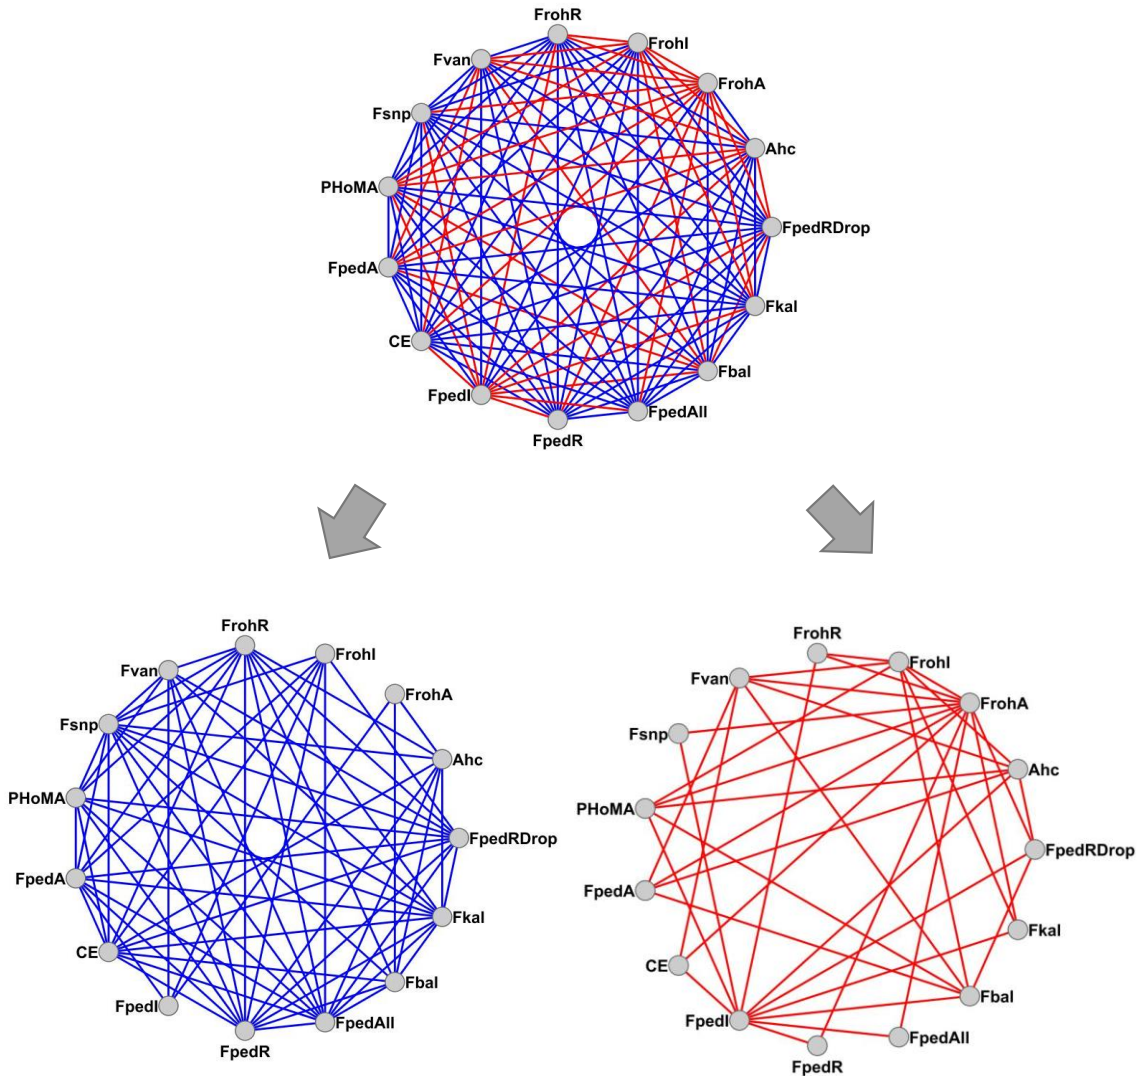 FrohR
FrohI
Fvan
FrohA
Fsnp
Ahc
PHoMA
FpedRDrop
FpedA
Fkal
CE
Fbal
FpedI
FpedAll
FpedR
FrohR
FrohI
Fvan
FrohA
Fsnp
Ahc
PHoMA
FpedRDrop
FpedA
Fkal
CE
Fbal
FpedI
FpedAll
FpedR
FrohR
FrohI
Fvan
FrohA
Fsnp
Ahc
PHoMA
FpedRDrop
FpedA
Fkal
CE
Fbal
FpedI
FpedAll
FpedR